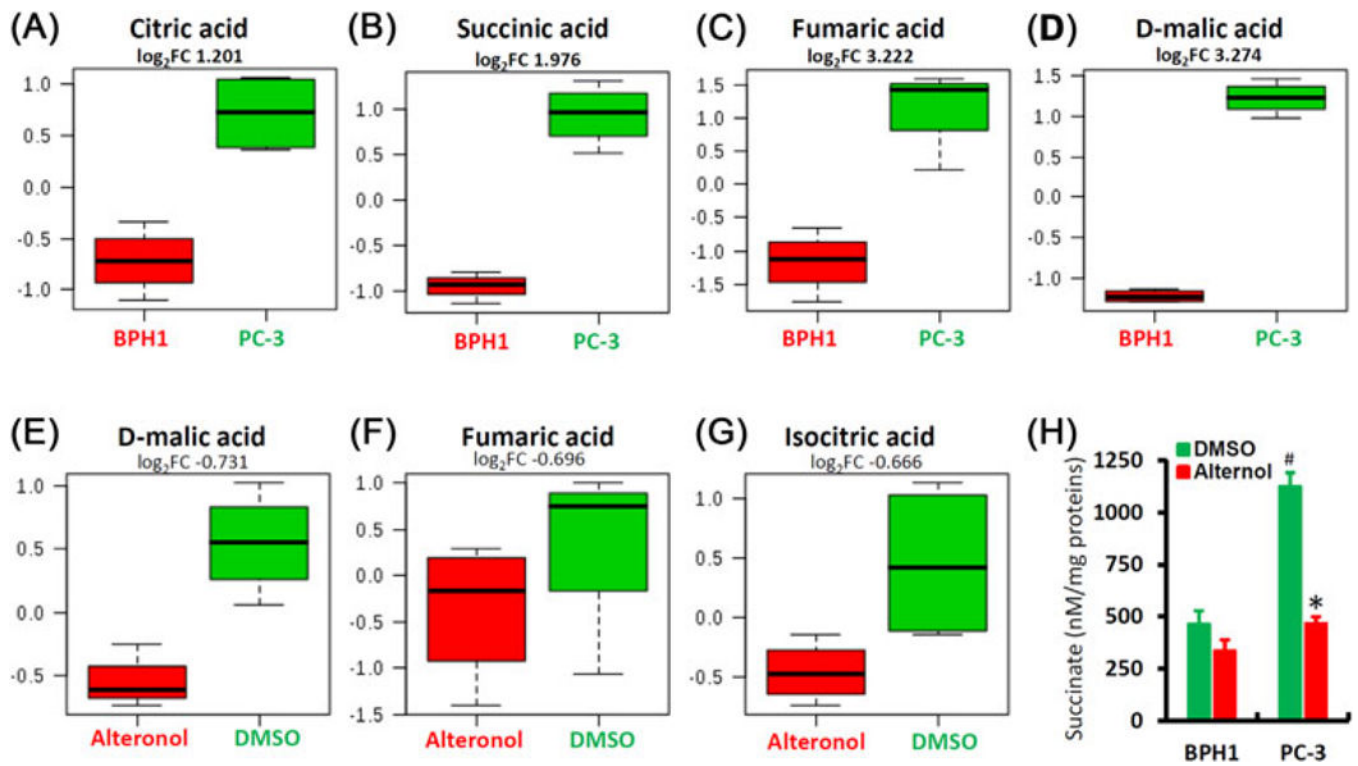 (A) Citric acid
log₂FC 1.201
1.0
0.5
0.0
-0.5
-1.0
BPH1 PC-3
(B) Succinic acid
log₂FC 1.976
1.0
0.5
0.0
-0.5
-1.0
BPH1 PC-3
(C) Fumaric acid
log₂FC 3.222
1.5
1.0
0.5
0.0
-0.5
-1.0
-1.5
BPH1 PC-3
(D) D-malic acid
log₂FC 3.274
1.5
1.0
0.5
0.0
-0.5
-1.0
BPH1 PC-3
(E) D-malic acid
log₂FC -0.731
1.0
0.5
0.0
-0.5
Alteronol DMSO
(F) Fumaric acid
log₂FC -0.696
1.0
0.5
0.0
-0.5
-1.0
-1.5
Alteronol DMSO
(G) Isocitric acid
log₂FC -0.666
1.0
0.5
0.0
-0.5
Alteronol DMSO
(H)
DMSO
Alternol
Succinate (nM/mg proteins)
1250
1000
750
500
250
0
#
*
BPH1 PC-3